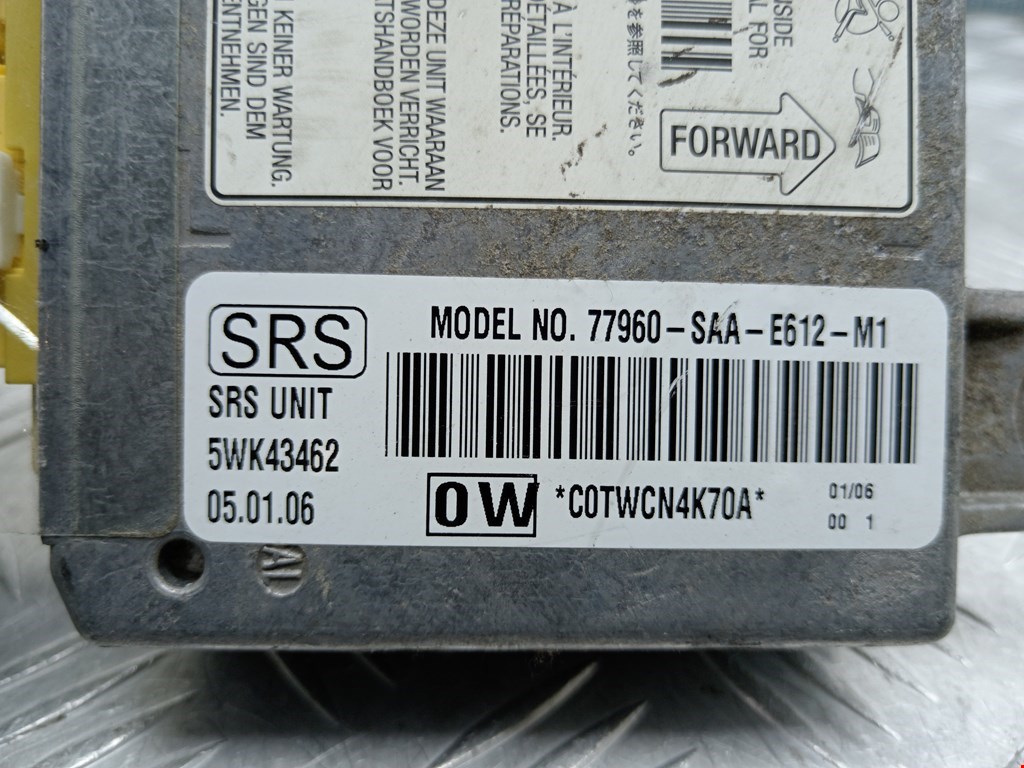 I KEINER WARTUNG.
GEN SIND DEM
ENTNEHMEN.
DEZE UNIT WAARAAN
WORDEN VERRICHT.
TSHANDBOEK VOOR
À L'INTÉRIEUR.
DÉTAILLÉES, SE
RÉPARATIONS.
を参照してください。
FOR
FORWARD
SRS
MODEL NO. 77960-SAA-E612-M1
SRS UNIT
5WK43462
05.01.06
0W
*C0TWCN4K70A*
01/06
00 1
AI